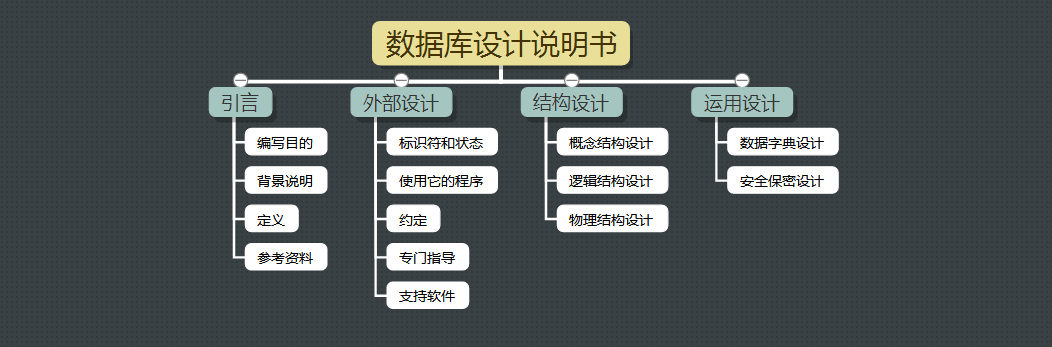 数据库设计说明书
引言
编写目的
背景说明
定义
参考资料
外部设计
标识符和状态
使用它的程序
约定
专门指导
支持软件
结构设计
概念结构设计
逻辑结构设计
物理结构设计
运用设计
数据字典设计
安全保密设计